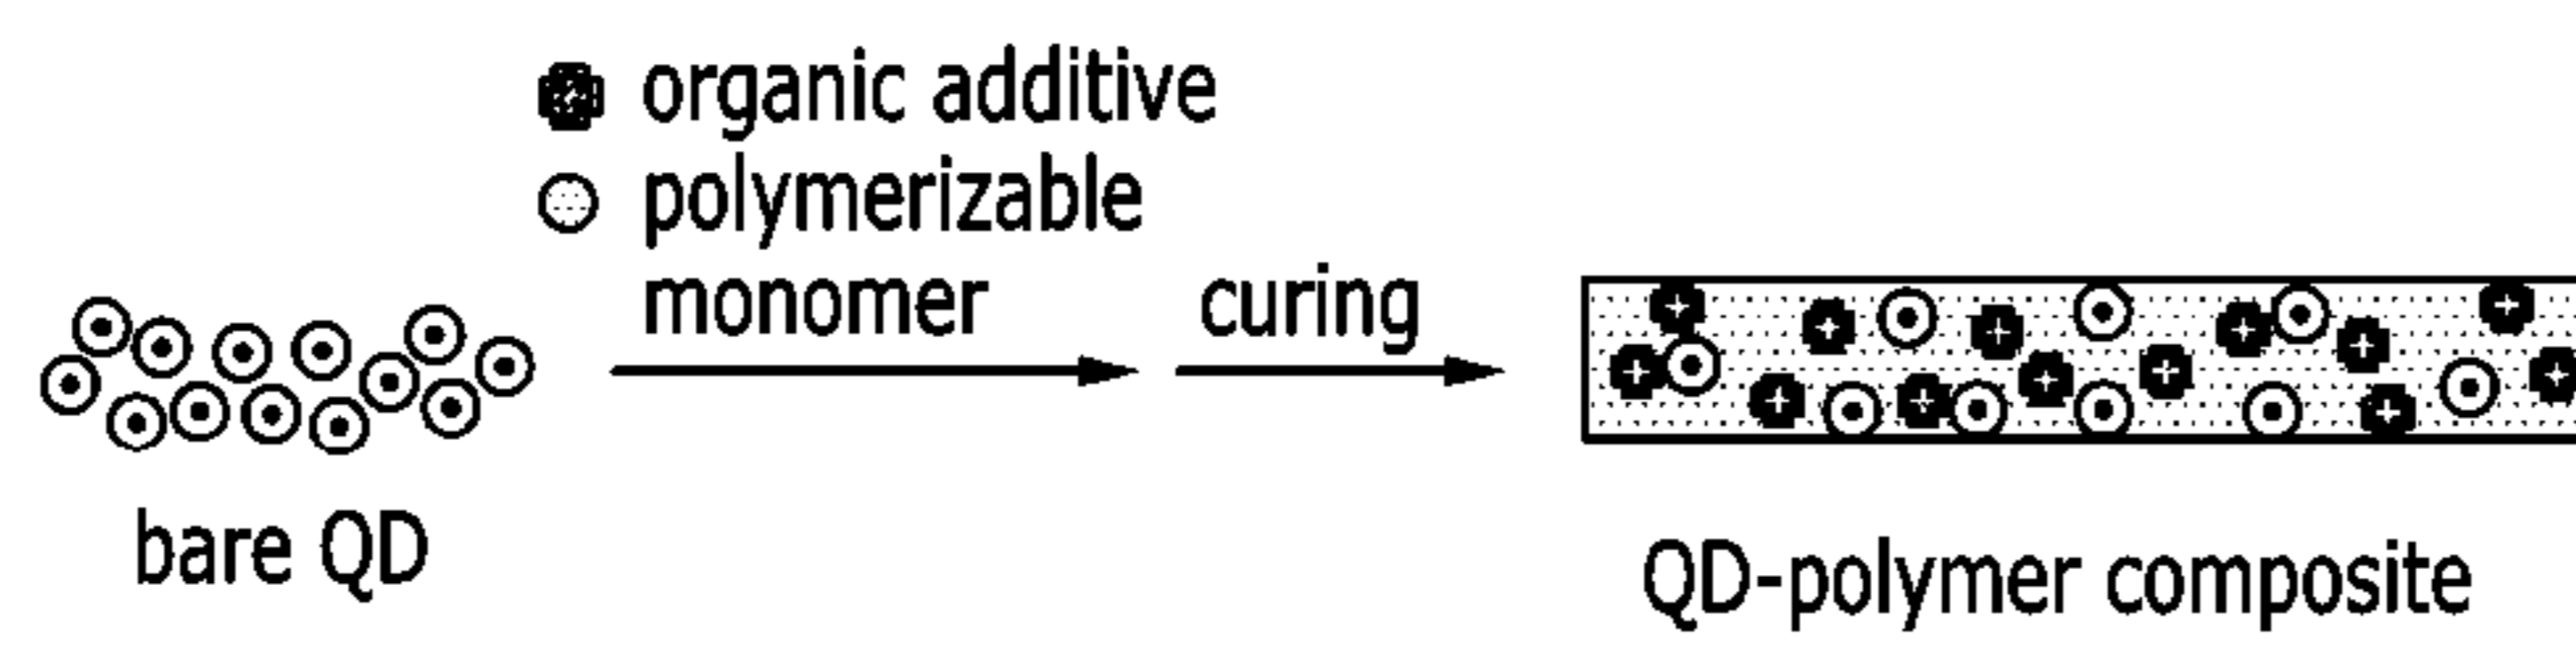 organic additive
polymerizable
monomer
curing
bare QD
QD-polymer composite